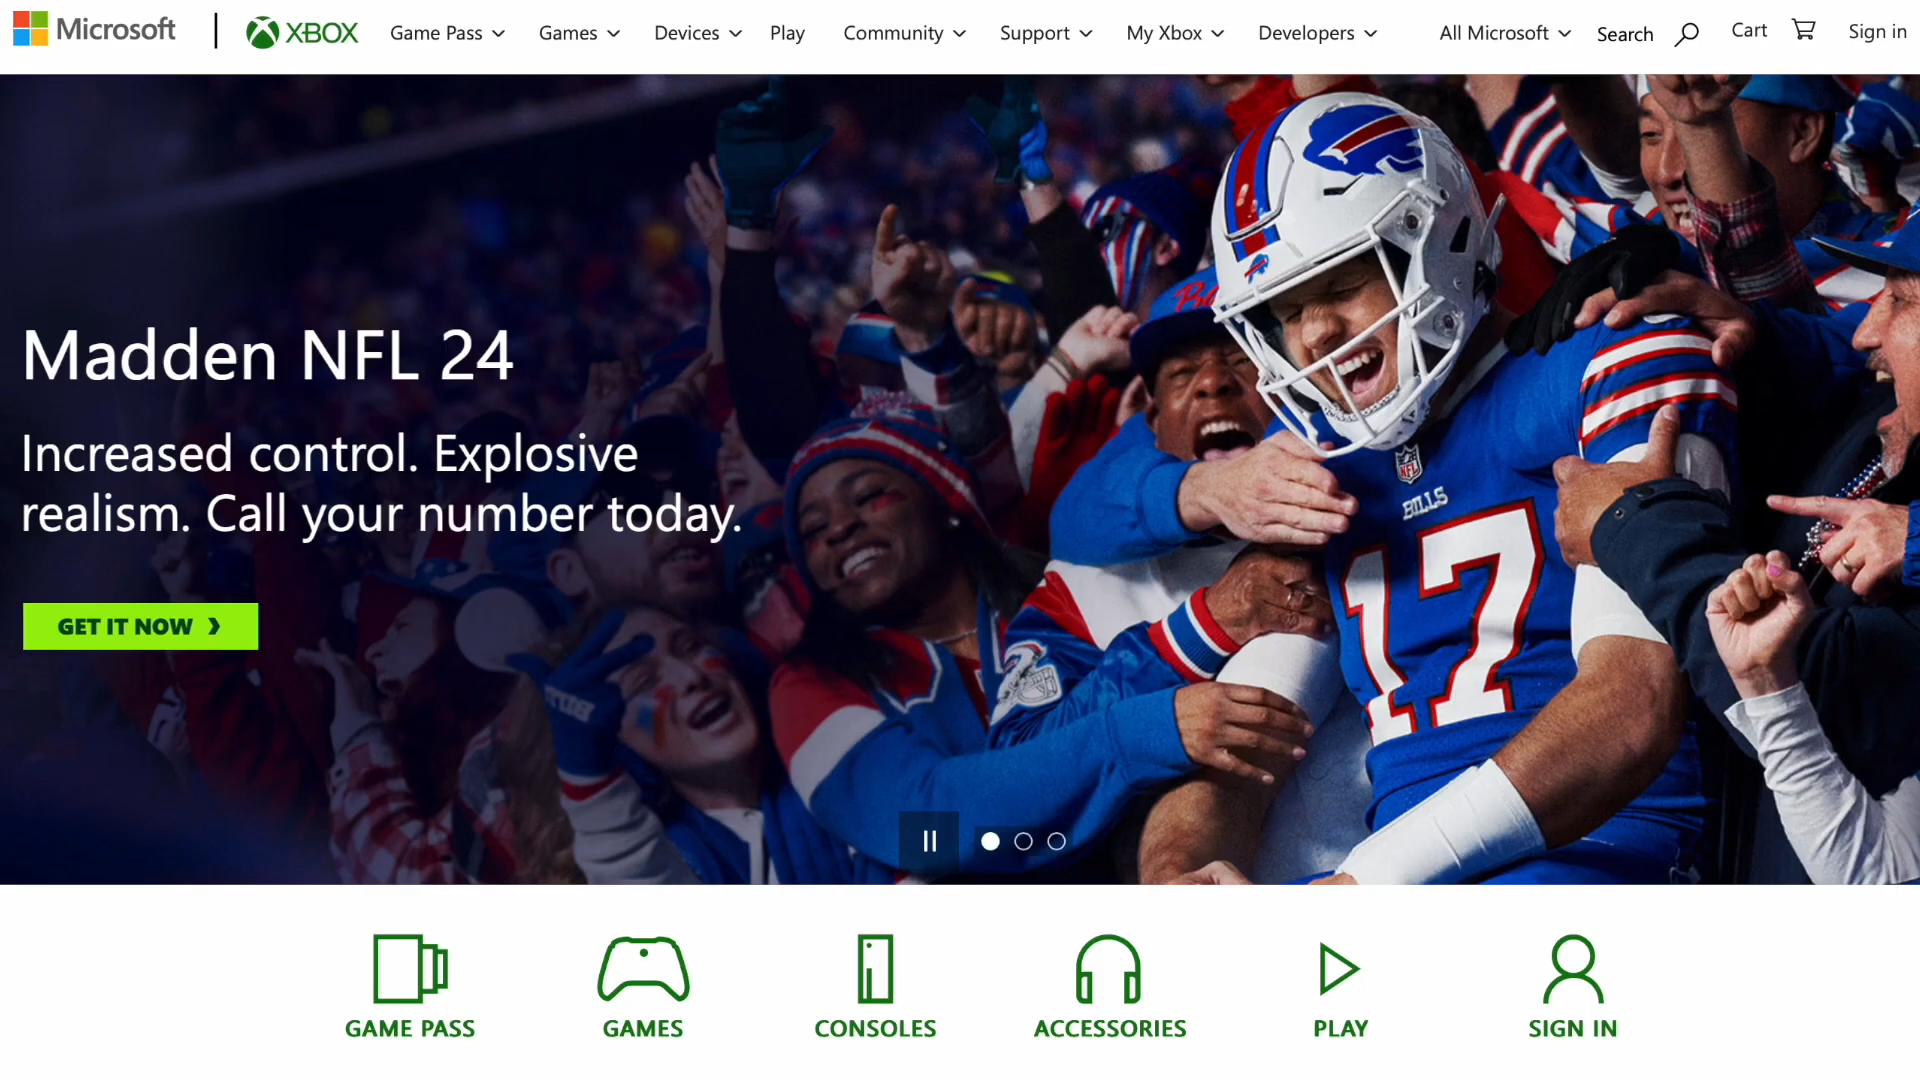 Microsoft
XBOX
Game Pass
Games
Devices
Play
Community
Support
My Xbox
Developers
All Microsoft
Search
Cart
Sign in
Madden NFL 24
Increased control. Explosive
realism. Call your number today.
GET IT NOW
NFL
BILLS
17
GAME PASS
GAMES
CONSOLES
ACCESSORIES
PLAY
SIGN IN